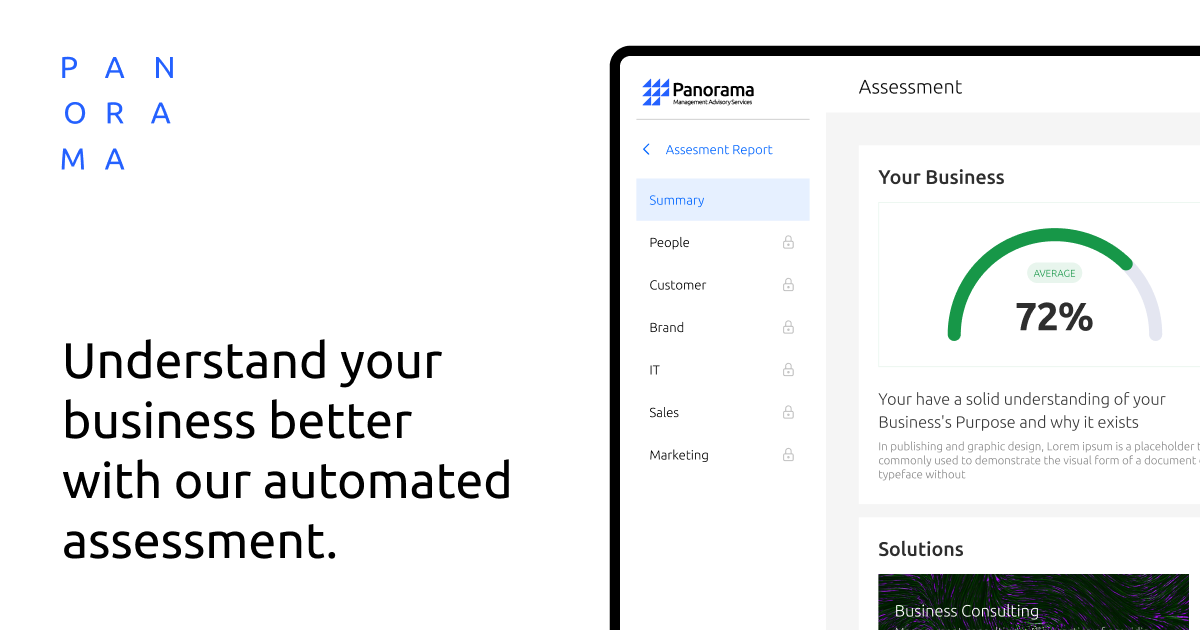 P A N
O R A
M A
Understand your
business better
with our automated
assessment.
Panorama
Management Advisory Services
Assesment Report
Summary
People
Customer
Brand
IT
Sales
Marketing
Assessment
Your Business
AVERAGE
72%
Your have a solid understanding of your
Business's Purpose and why it exists
In publishing and graphic design, Lorem ipsum is a placeholder
commonly used to demonstrate the visual form of a document
typeface without
Solutions
Business Consulting